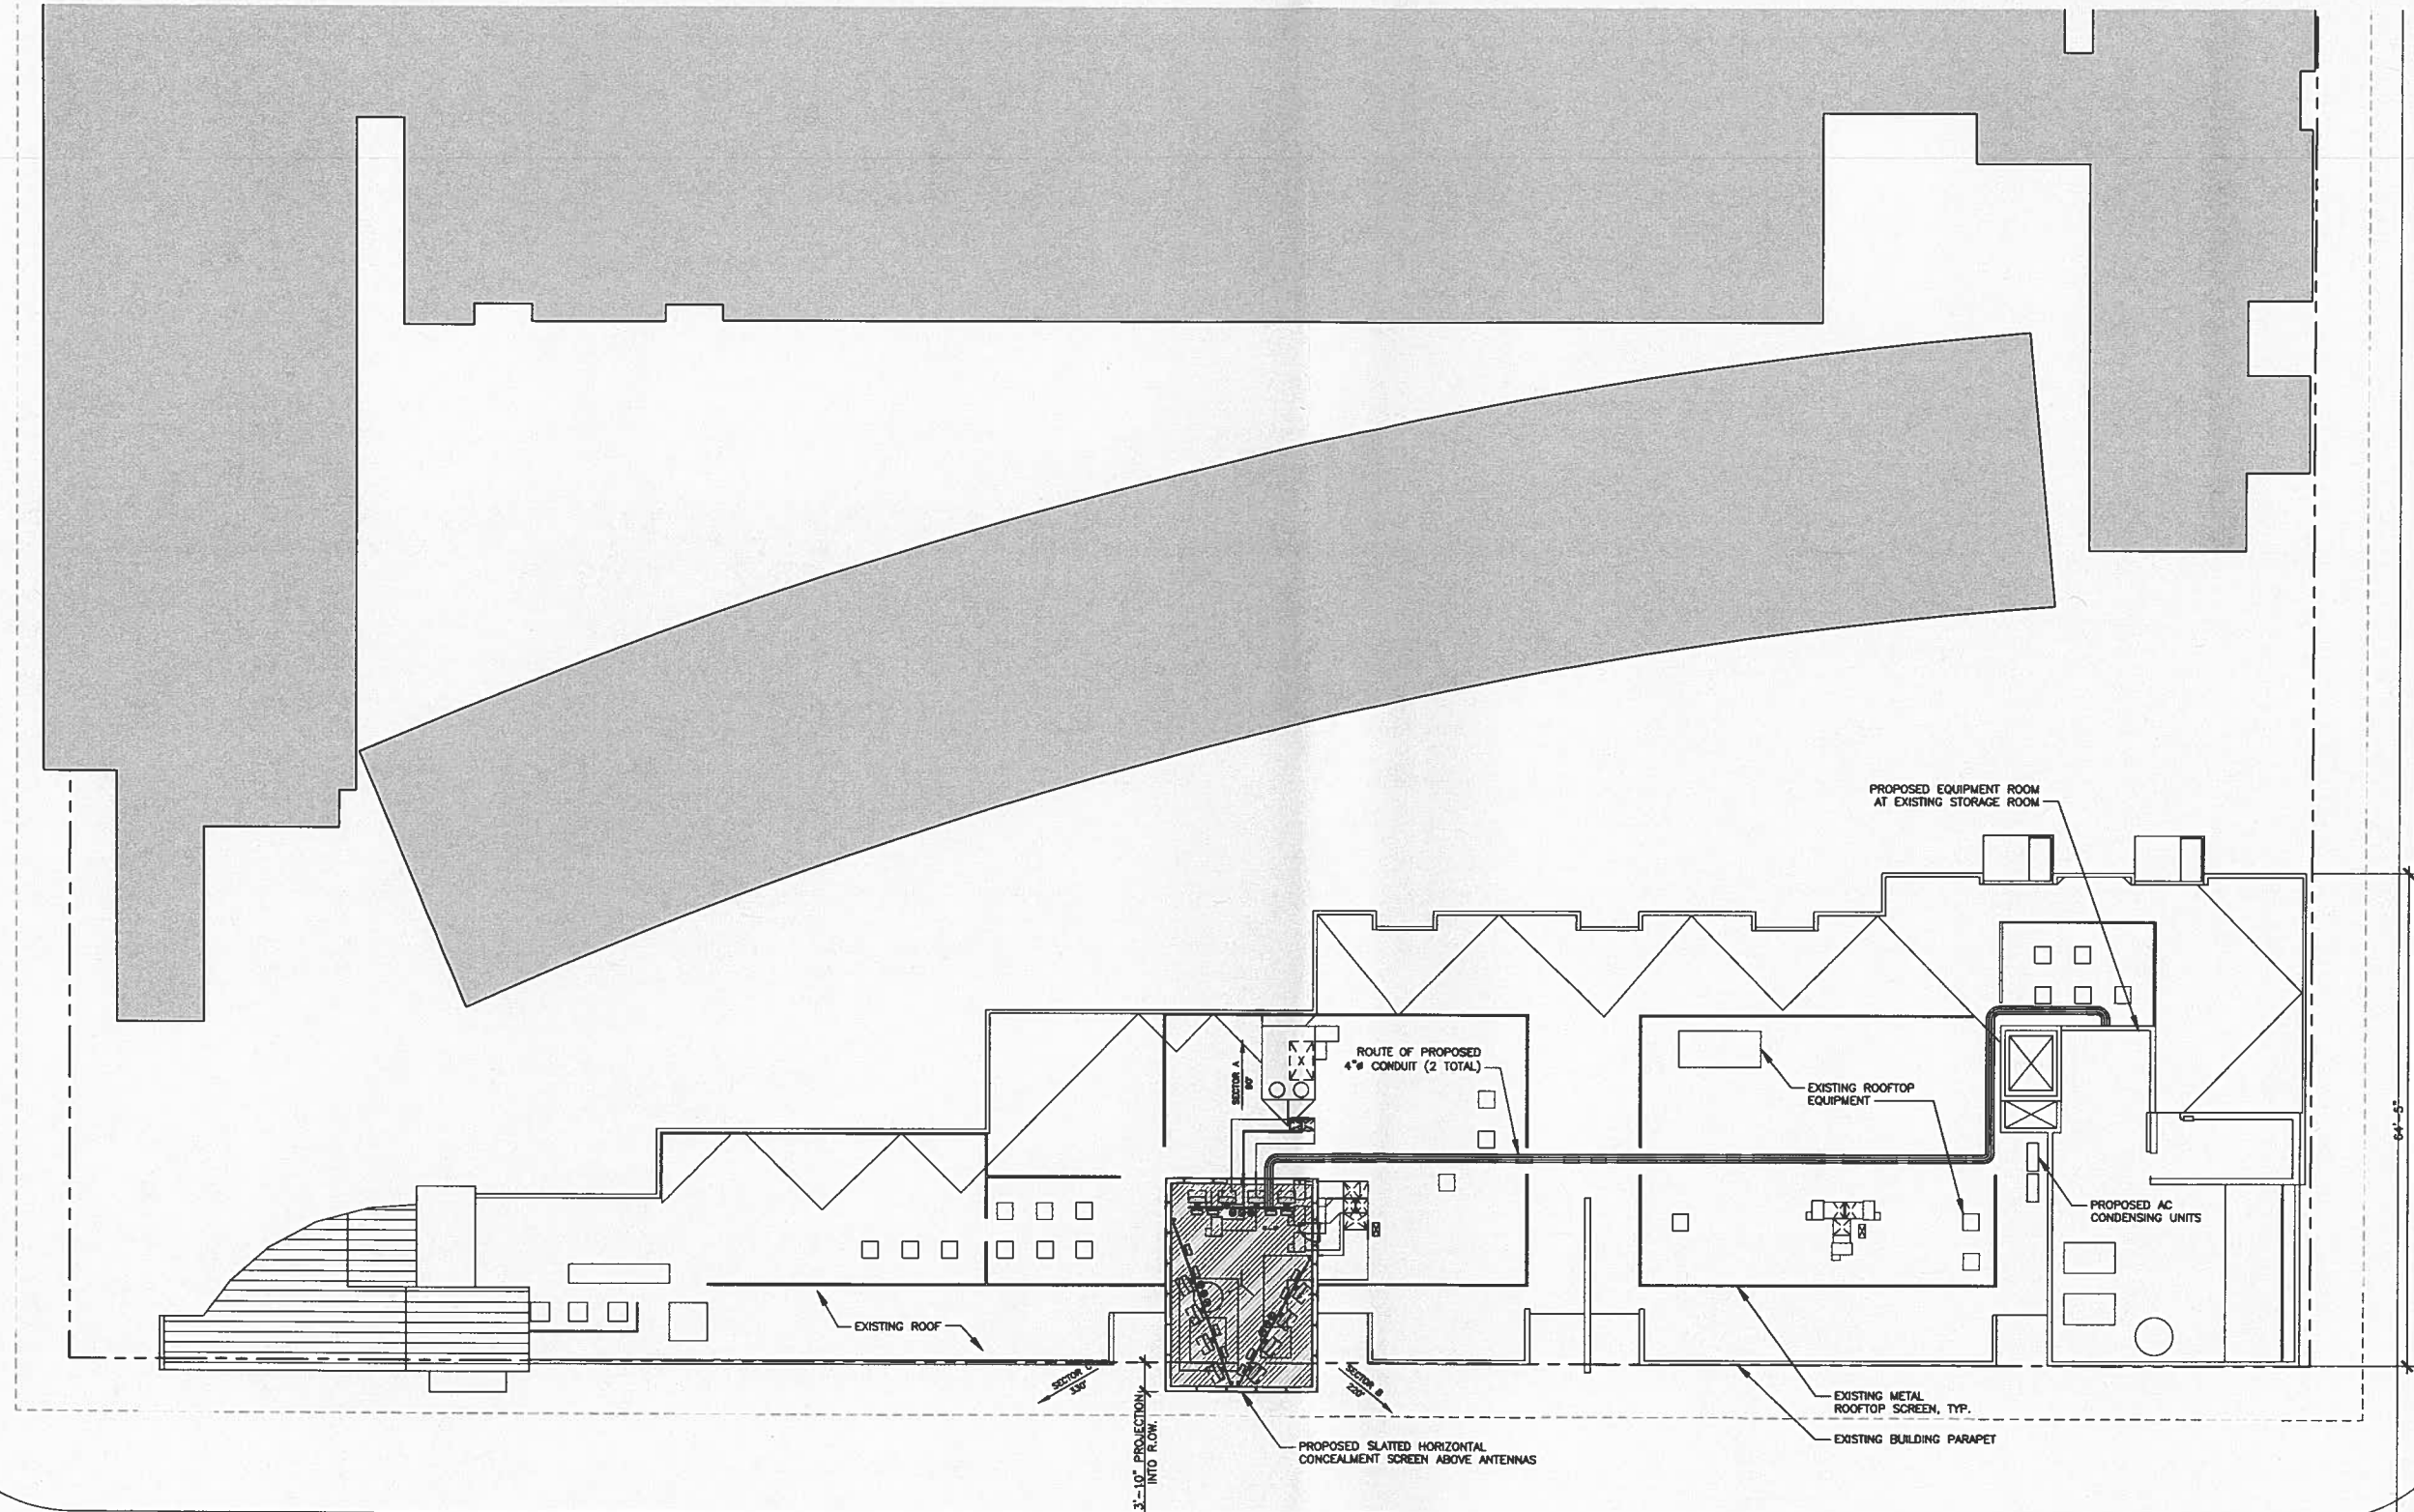 PROPOSED EQUIPMENT ROOM
AT EXISTING STORAGE ROOM
ROUTE OF PROPOSED
4"ø CONDUIT (2 TOTAL)
SECTOR A
90°
X
EXISTING ROOFTOP
EQUIPMENT
64'-5"
PROPOSED AC
CONDENSING UNITS
EXISTING ROOF
SECTOR C
330°
SECTOR B
220°
3'-10" PROJECTION
INTO R.O.W.
EXISTING METAL
ROOFTOP SCREEN, TYP.
EXISTING BUILDING PARAPET
PROPOSED SLATTED HORIZONTAL
CONCEALMENT SCREEN ABOVE ANTENNAS